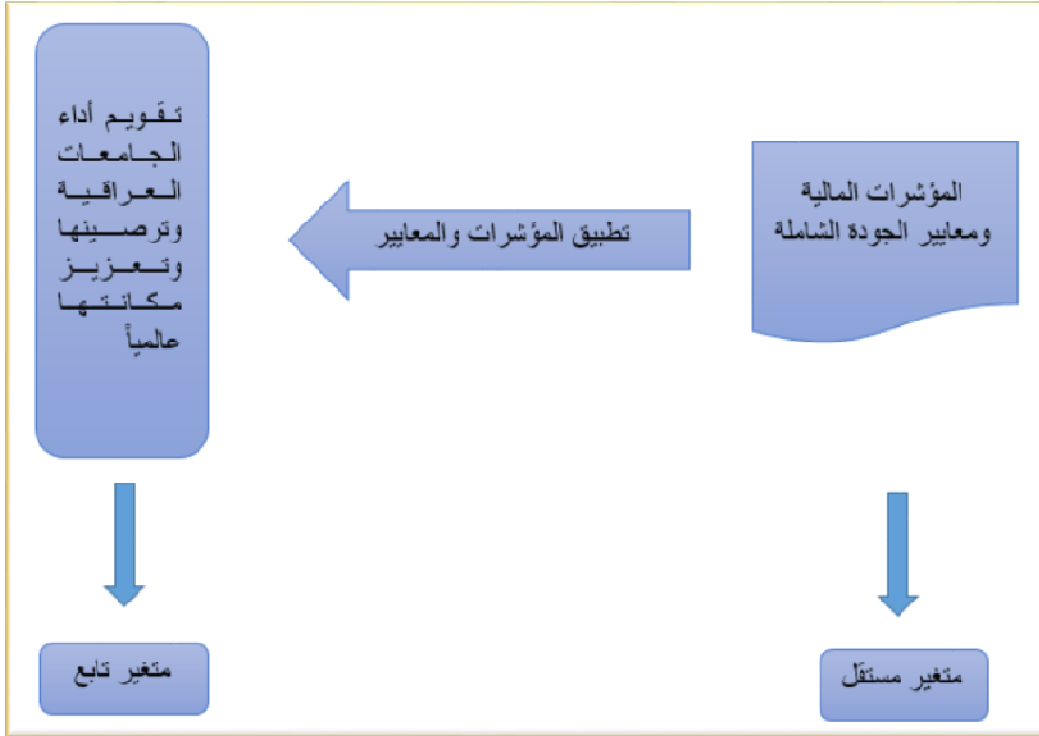 المؤشرات المالية
ومعايير الجودة الشاملة
تطبيق المؤشرات والمعايير
تقويم أداء
الجامعات
العراقية
وترصينها
وتعزيز
مكانتها
عالمياً
متغير مستقل
متغير تابع